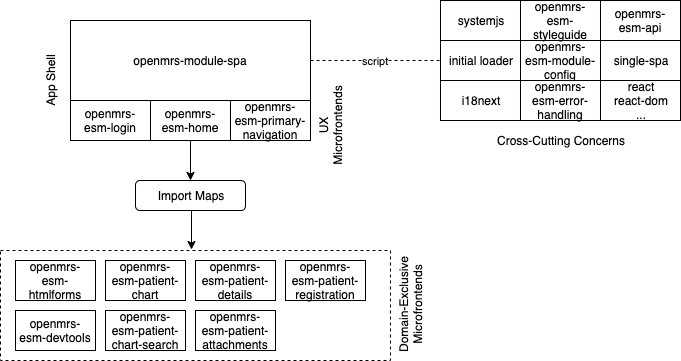 App Shell
openmrs-module-spa
openmrs-
esm-login
openmrs-
esm-home
openmrs-
esm-primary-
navigation
UX
Microfrontends
script
systemjs
openmrs-
esm-
styleguide
openmrs-
esm-api
initial loader
openmrs-
esm-module-
config
single-spa
i18next
openmrs-
esm-error-
handling
react
react-dom
...
Cross-Cutting Concerns
Import Maps
openmrs-
esm-
htmlforms
openmrs-
esm-patient-
chart
openmrs-
esm-patient-
details
openmrs-
esm-patient-
registration
openmrs-
esm-devtools
openmrs-
esm-patient-
chart-search
openmrs-
esm-patient-
attachments
Domain-Exclusive
Microfrontends